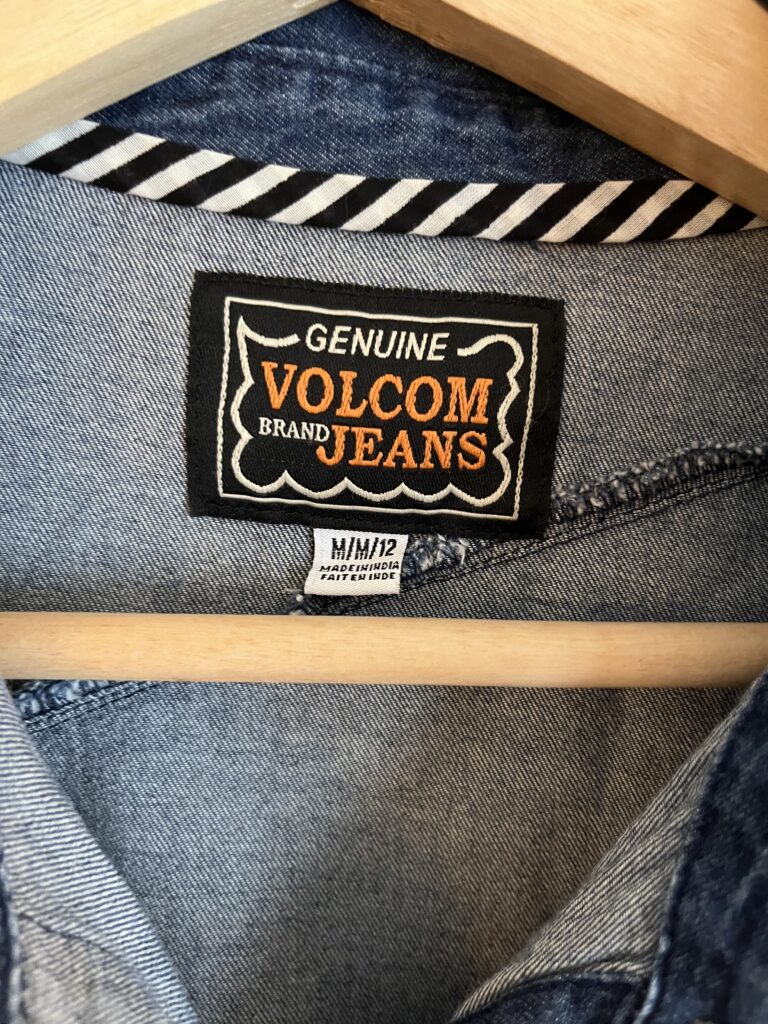 GENUINE
VOLCOM
BRAND JEANS
M/M/12
MADE IN INDIA
FAIT EN INDE